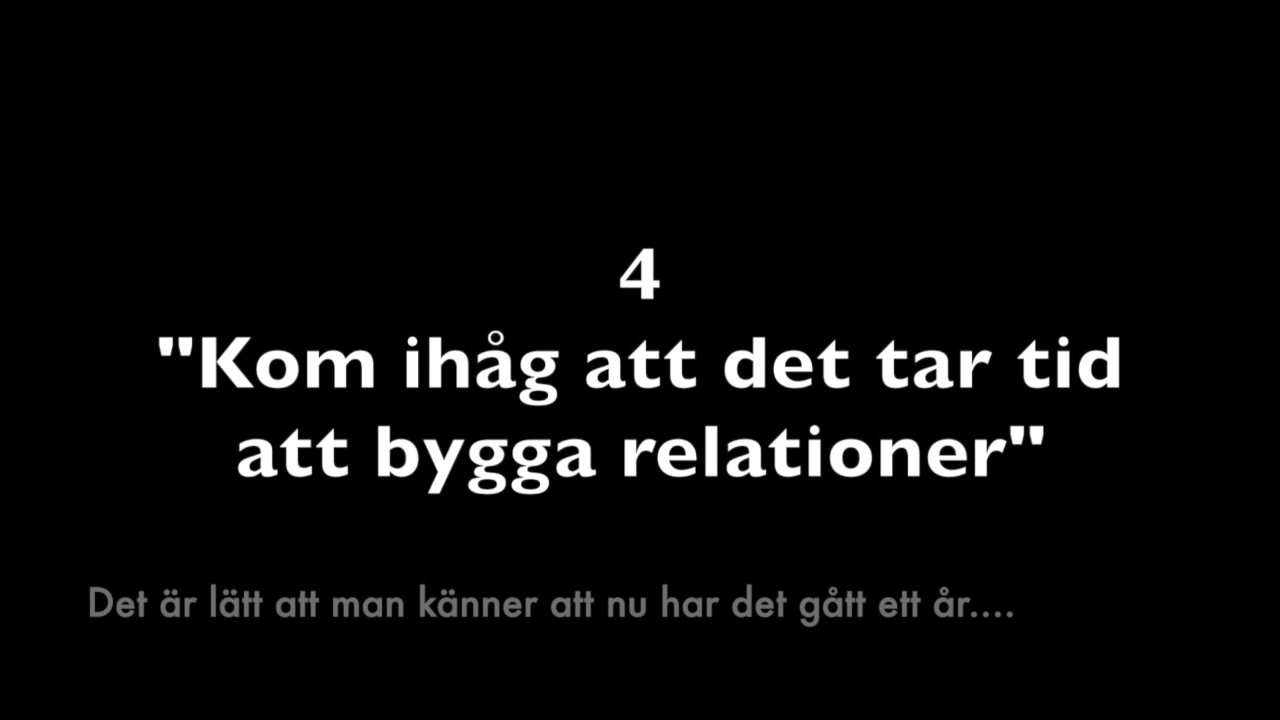 4
"Kom ihåg att det tar tid
att bygga relationer"
Det är lätt att man känner att nu har det gått ett år....